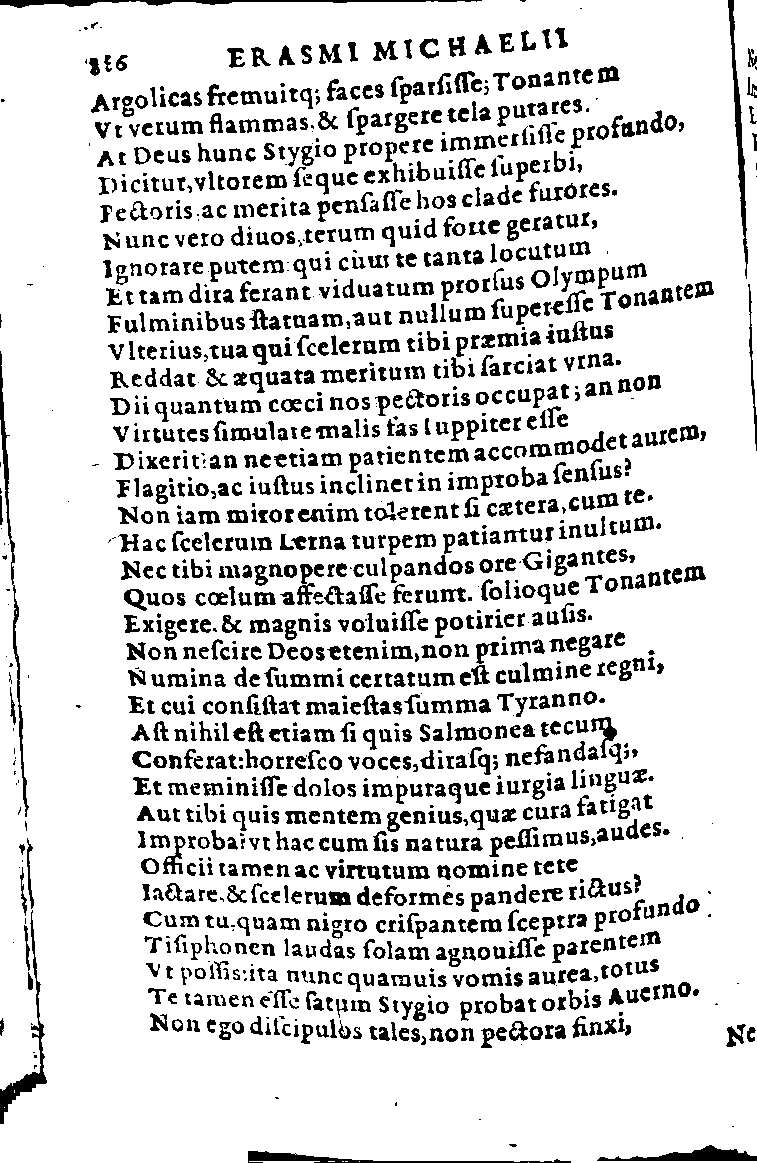 ERASMI MICHAELII
Argolicas fremuitq; faces ſparſiſſe; Tonantem
Vt verum flammas, & ſpargere tela putares.
At Deus hunc Stygio propere immerſiſſe profundo,
Dicitur, vltorem ſeque exhibuiſſe ſuperbi,
Pectoris, ac merita penſaſſe hos clade furores.
Nunc vero diuos, terum quid forte geratur,
Ignorare putem: qui cùm te tanta locutum
Et tam dira ferant viduatum prorſus Olympum
Fulminibus ſtatuam, aut nullum ſupereſſe Tonantem
Vlterius, tua qui ſcelerum tibi præmia iuſtus
Reddat & æquata meritum tibi ſarciat vrna.
Dii quantum cœci nos pectoris occupat; an non
Virtutes ſimulare malis fas Iuppiter eſſe
Dixerit: an ne etiam patientem accommodet aurem,
Flagitio, ac iuſtus inclinet in improba ſenſus?
Non iam miror enim tolerent ſi cætera, cum te.
Hac ſcelerum Lerna turpem patiantur inultum.
Nec tibi magnopere culpandos ore Gigantes,
Quos cœlum affectaſſe ferunt. ſolioque Tonantem
Exigere. & magnis voluiſſe potirier auſis.
Non neſcire Deos etenim, non prima negare
Numina de ſummi certatum eſt culmine regni,
Et cui conſiſtat maieſtas ſumma Tyranno.
Aſt nihil eſt etiam ſi quis Salmonea tecum
Conferat: horreſco voces, diraſq; nefandaſq;,
Et meminiſſe dolos impuraque iurgia linguæ.
Aut tibi quis mentem genius, quæ cura fatigat
Improba: vt hac cum ſis natura peſſimus, audes.
Officii tamen ac virtutum nomine tete
Iactare. & ſcelerum deformes pandere rictus?
Cum tu, quam nigro criſpantem ſceptra profundo
Tiſiphonen laudas ſolam agnouiſſe parentem
Vt poſſis: ita nunc quamuis vomis aurea, totus
Te tamen eſſe ſatum Stygio probat orbis Auerno.
Non ego diſcipulos tales, non pectora finxi,
Ne